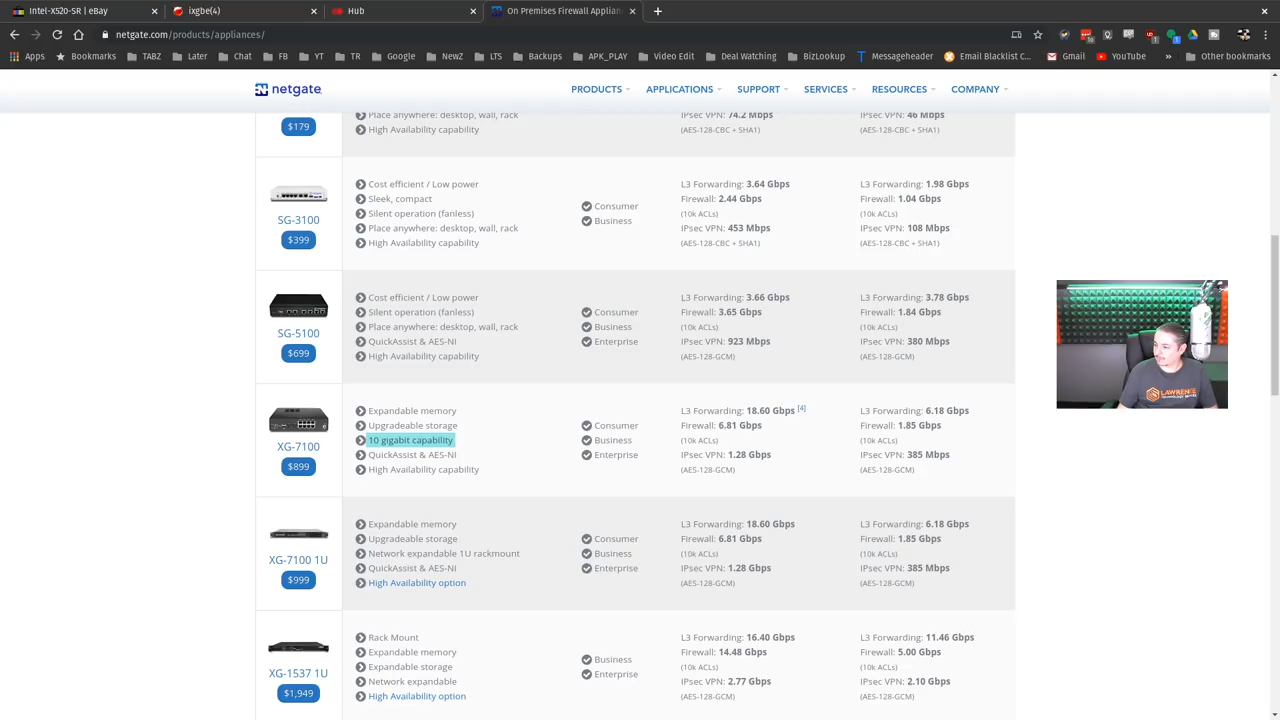 Intel-X520-SR | eBay
ixgbe(4)
Hub
On Premises Firewall Applian
netgate.com/products/appliances/
Apps
Bookmarks
TABZ
Later
Chat
FB
YT
Google
NewZ
LTS
Backups
APK_PLAY
Video Edit
Deal Watching
BizLookup
Messageheader
Email Blacklist C...
Gmail
YouTube
Other bookmarks
netgate
PRODUCTS
APPLICATIONS
SUPPORT
SERVICES
RESOURCES
COMPANY
$179
Place anywhere: desktop, wall, rack
High Availability capability
IPsec VPN: 74.2 Mbps
(AES-128-CBC + SHA1)
IPsec VPN: 46 Mbps
(AES-128-CBC + SHA1)
SG-3100
$399
Cost efficient / Low power
Sleek, compact
Silent operation (fanless)
Place anywhere: desktop, wall, rack
High Availability capability
Consumer
Business
L3 Forwarding: 3.64 Gbps
Firewall: 2.44 Gbps
(10k ACLs)
IPsec VPN: 453 Mbps
(AES-128-CBC + SHA1)
L3 Forwarding: 1.98 Gbps
Firewall: 1.04 Gbps
(10k ACLs)
IPsec VPN: 108 Mbps
(AES-128-CBC + SHA1)
SG-5100
$699
Cost efficient / Low power
Silent operation (fanless)
Place anywhere: desktop, wall, rack
QuickAssist & AES-NI
High Availability capability
Consumer
Business
Enterprise
L3 Forwarding: 3.66 Gbps
Firewall: 3.65 Gbps
(10k ACLs)
IPsec VPN: 923 Mbps
(AES-128-GCM)
L3 Forwarding: 3.78 Gbps
Firewall: 1.84 Gbps
(10k ACLs)
IPsec VPN: 380 Mbps
(AES-128-GCM)
XG-7100
$899
Expandable memory
Upgradeable storage
10 gigabit capability
QuickAssist & AES-NI
High Availability capability
Consumer
Business
Enterprise
L3 Forwarding: 18.60 Gbps [4]
Firewall: 6.81 Gbps
(10k ACLs)
IPsec VPN: 1.28 Gbps
(AES-128-GCM)
L3 Forwarding: 6.18 Gbps
Firewall: 1.85 Gbps
(10k ACLs)
IPsec VPN: 385 Mbps
(AES-128-GCM)
XG-7100 1U
$999
Expandable memory
Upgradeable storage
Network expandable 1U rackmount
QuickAssist & AES-NI
High Availability option
Consumer
Business
Enterprise
L3 Forwarding: 18.60 Gbps
Firewall: 6.81 Gbps
(10k ACLs)
IPsec VPN: 1.28 Gbps
(AES-128-GCM)
L3 Forwarding: 6.18 Gbps
Firewall: 1.85 Gbps
(10k ACLs)
IPsec VPN: 385 Mbps
(AES-128-GCM)
XG-1537 1U
$1,949
Rack Mount
Expandable memory
Expandable storage
Network expandable
High Availability option
Business
Enterprise
L3 Forwarding: 16.40 Gbps
Firewall: 14.48 Gbps
(10k ACLs)
IPsec VPN: 2.77 Gbps
(AES-128-GCM)
L3 Forwarding: 11.46 Gbps
Firewall: 5.00 Gbps
(10k ACLs)
IPsec VPN: 2.10 Gbps
(AES-128-GCM)
LAWRENCE